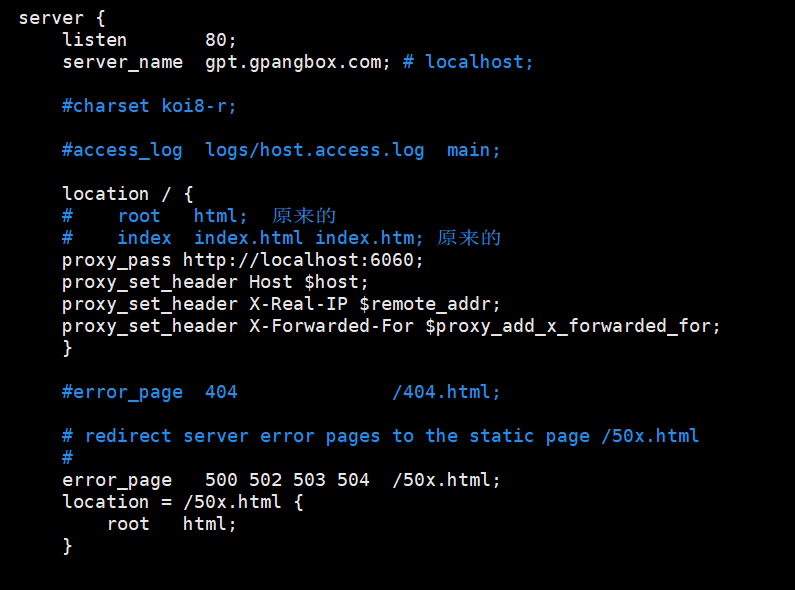 server {
    listen       80;
    server_name  gpt.gpangbox.com; # localhost;
    #charset koi8-r;
    #access_log  logs/host.access.log  main;
    location / {
    #    root   html;  原来的
    #    index  index.html index.htm; 原来的
    proxy_pass http://localhost:6060;
    proxy_set_header Host $host;
    proxy_set_header X-Real-IP $remote_addr;
    proxy_set_header X-Forwarded-For $proxy_add_x_forwarded_for;
    }
    #error_page  404              /404.html;
    # redirect server error pages to the static page /50x.html
    #
    error_page   500 502 503 504  /50x.html;
    location = /50x.html {
        root   html;
    }